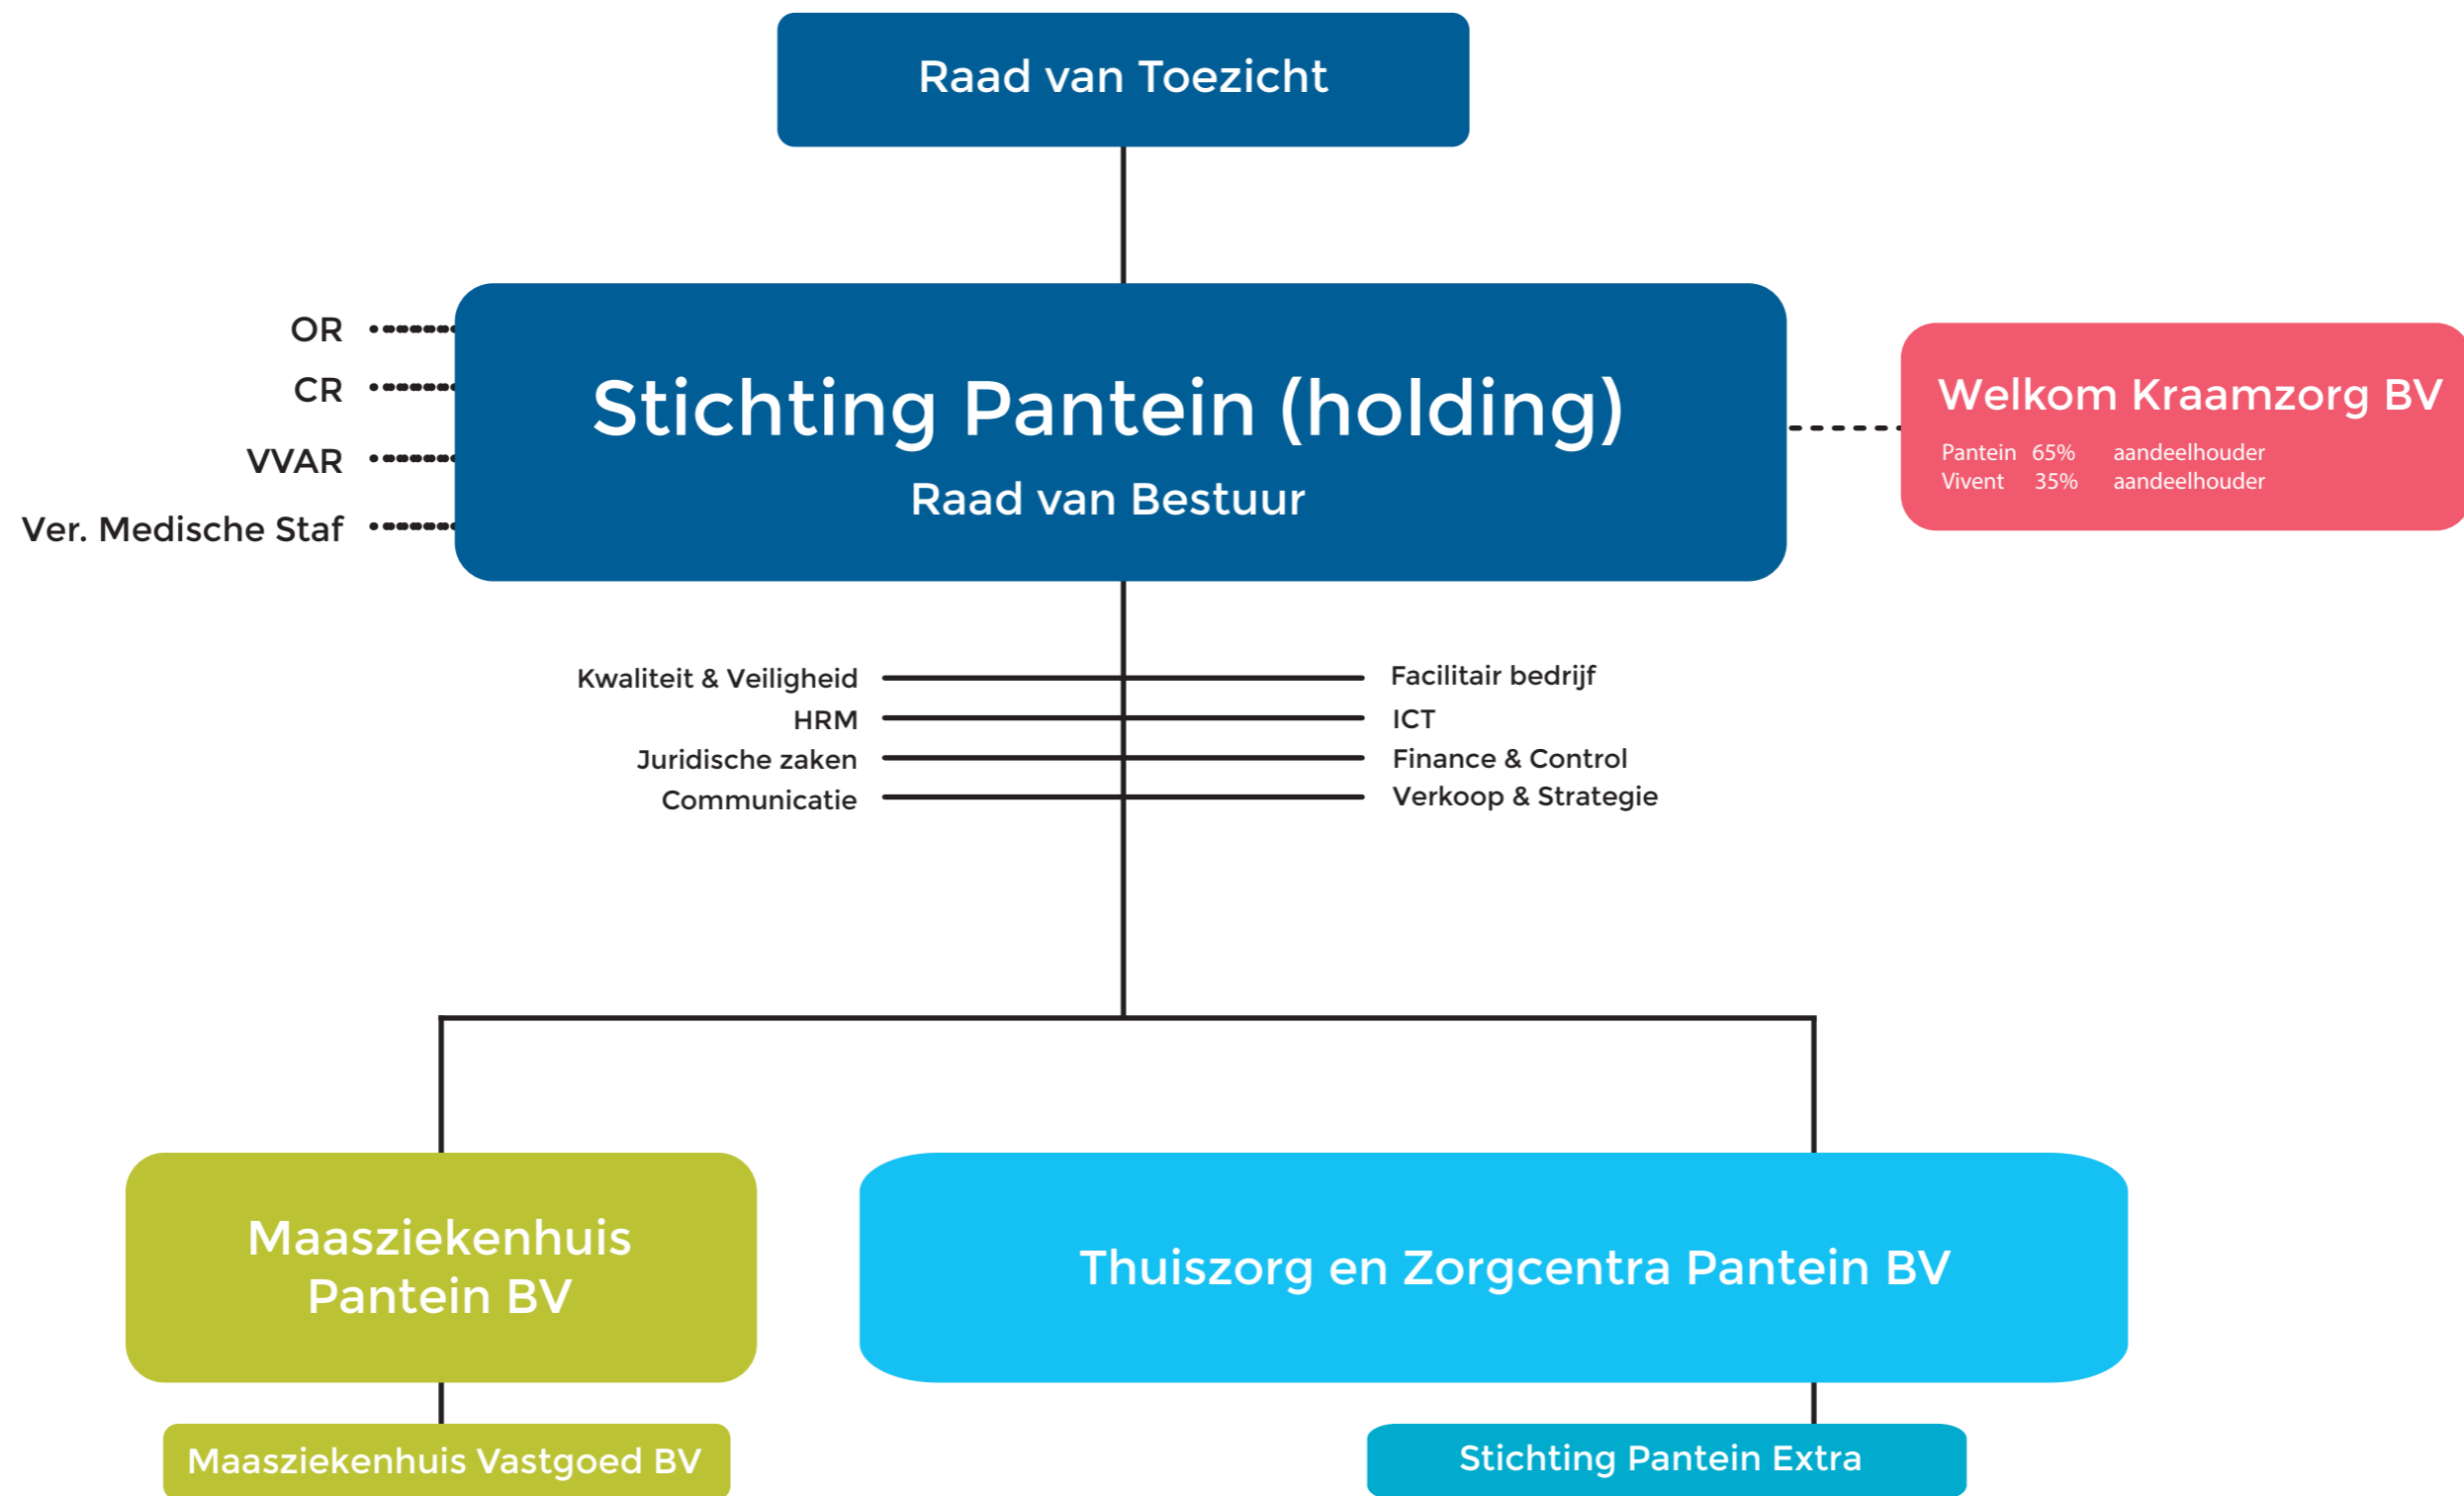 Raad van Toezicht
OR
CR
VVAR
Ver. Medische Staf
Stichting Pantein (holding)
Raad van Bestuur
Welkom Kraamzorg BV
Pantein 65% aandeelhouder
Vivent 35% aandeelhouder
Kwaliteit & Veiligheid
HRM
Juridische zaken
Communicatie
Facilitair bedrijf
ICT
Finance & Control
Verkoop & Strategie
Maasziekenhuis
Pantein BV
Thuiszorg en Zorgcentra Pantein BV
Maasziekenhuis Vastgoed BV
Stichting Pantein Extra